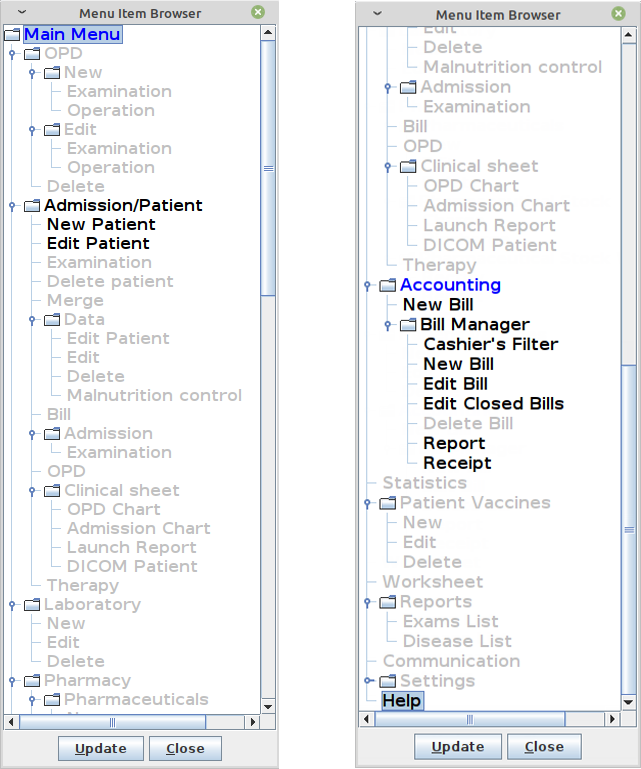 Menu Item Browser
Main Menu
OPD
New
Examination
Operation
Edit
Examination
Operation
Delete
Admission/Patient
New Patient
Edit Patient
Examination
Delete patient
Merge
Data
Edit Patient
Edit
Delete
Malnutrition control
Bill
Admission
Examination
OPD
Clinical sheet
OPD Chart
Admission Chart
Launch Report
DICOM Patient
Therapy
Laboratory
New
Edit
Delete
Pharmacy
Pharmaceuticals
Update Close
Menu Item Browser
Edit
Delete
Malnutrition control
Admission
Examination
Bill
OPD
Clinical sheet
OPD Chart
Admission Chart
Launch Report
DICOM Patient
Therapy
Accounting
New Bill
Bill Manager
Cashier's Filter
New Bill
Edit Bill
Edit Closed Bills
Delete Bill
Report
Receipt
Statistics
Patient Vaccines
New
Edit
Delete
Worksheet
Reports
Exams List
Disease List
Communication
Settings
Help
Update Close